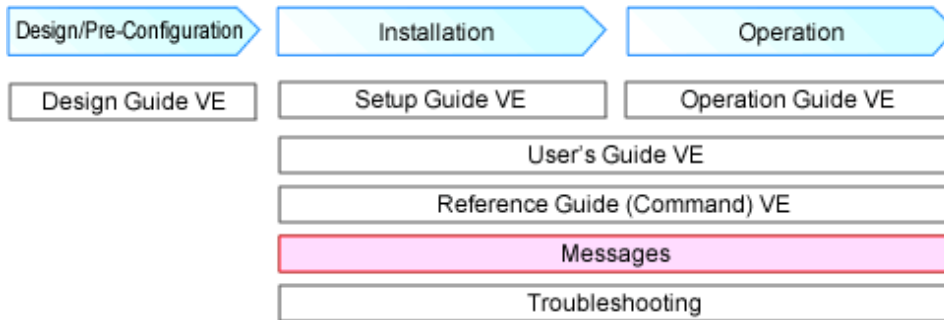 Design/Pre-Configuration
Installation
Operation
Design Guide VE
Setup Guide VE
Operation Guide VE
User's Guide VE
Reference Guide (Command) VE
Messages
Troubleshooting